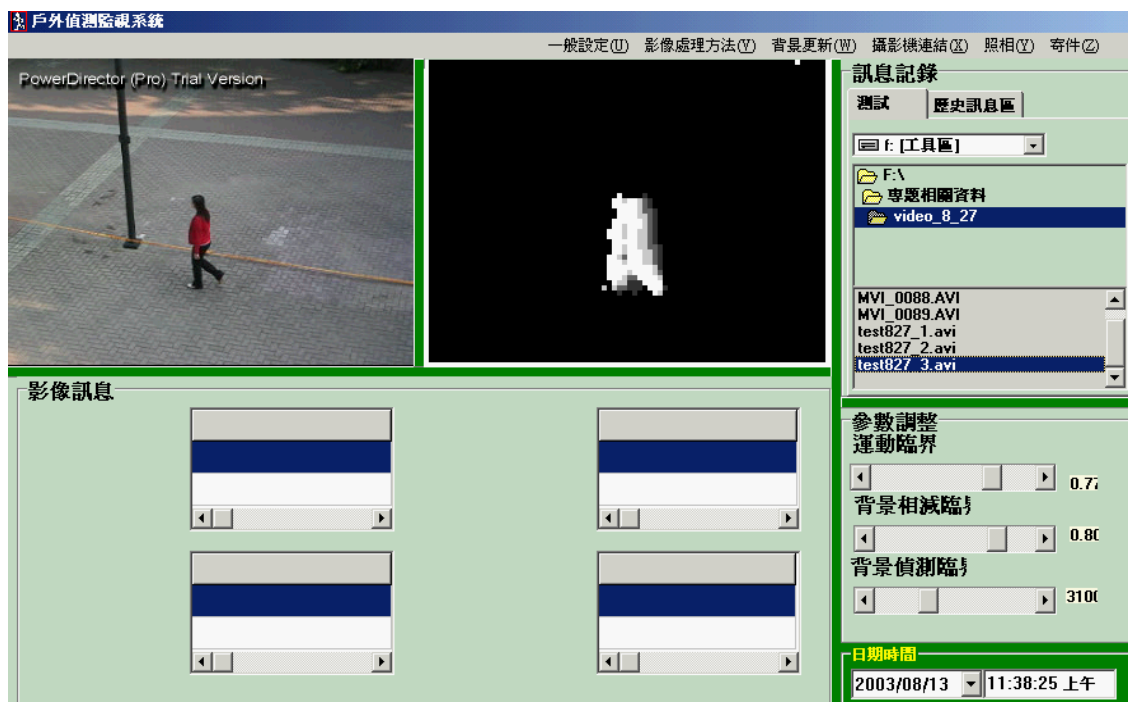 戶外偵測監視系統
一般設定(U) 影像處理方法(Y) 背景更新(W) 攝影機連結(X) 照相(Y) 寄件(Z)
PowerDirector (Pro) Trial Version
訊息記錄
測試 歷史訊息區
f: [工具區]
F:\
專題相關資料
video_8_27
MVI_0088.AVI
MVI_0089.AVI
test827_1.avi
test827_2.avi
test827_3.avi
影像訊息
參數調整
運動臨界
0.77
背景相減臨界
0.80
背景偵測臨界
3100
日期時間
2003/08/13 11:38:25 上午